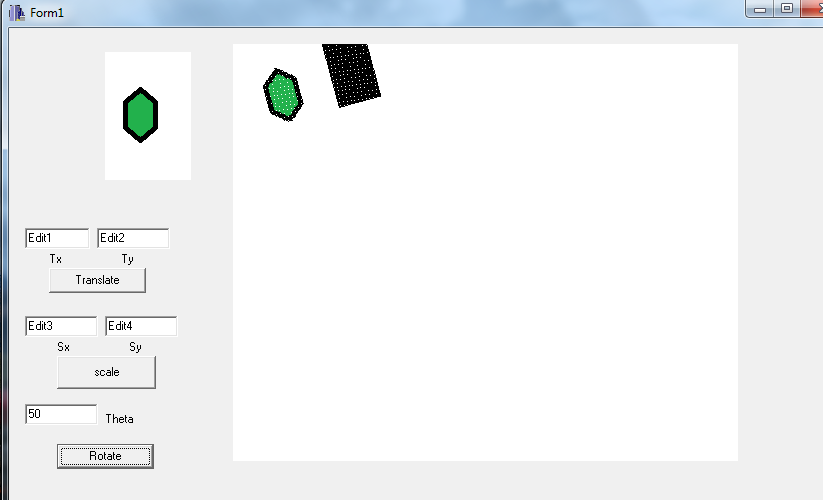 Form1
Edit1 Edit2
Tx Ty
Translate
Edit3 Edit4
Sx Sy
scale
50
Theta
Rotate